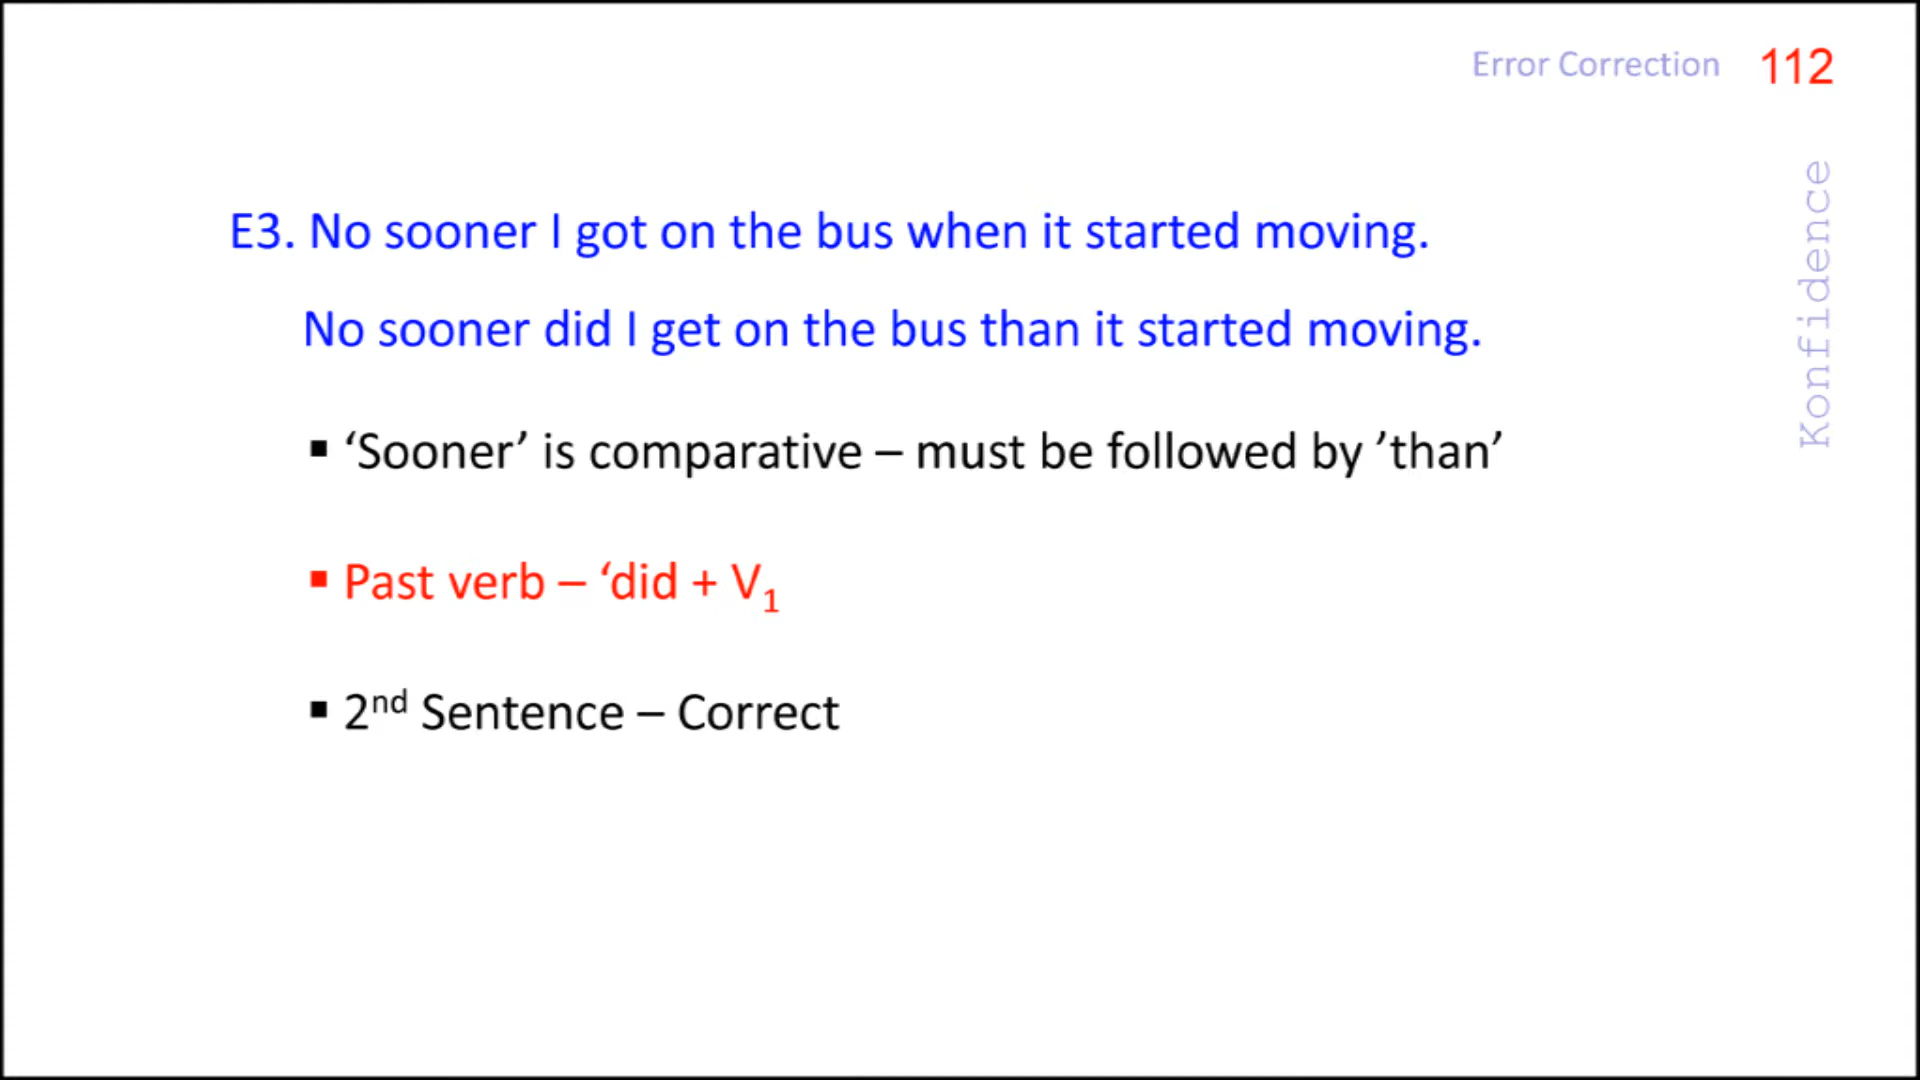 Error Correction 112
Konfidence
E3. No sooner I got on the bus when it started moving.
No sooner did I get on the bus than it started moving.
▪ ‘Sooner’ is comparative – must be followed by ’than’
▪ Past verb – ‘did + V₁
▪ 2ⁿᵈ Sentence – Correct